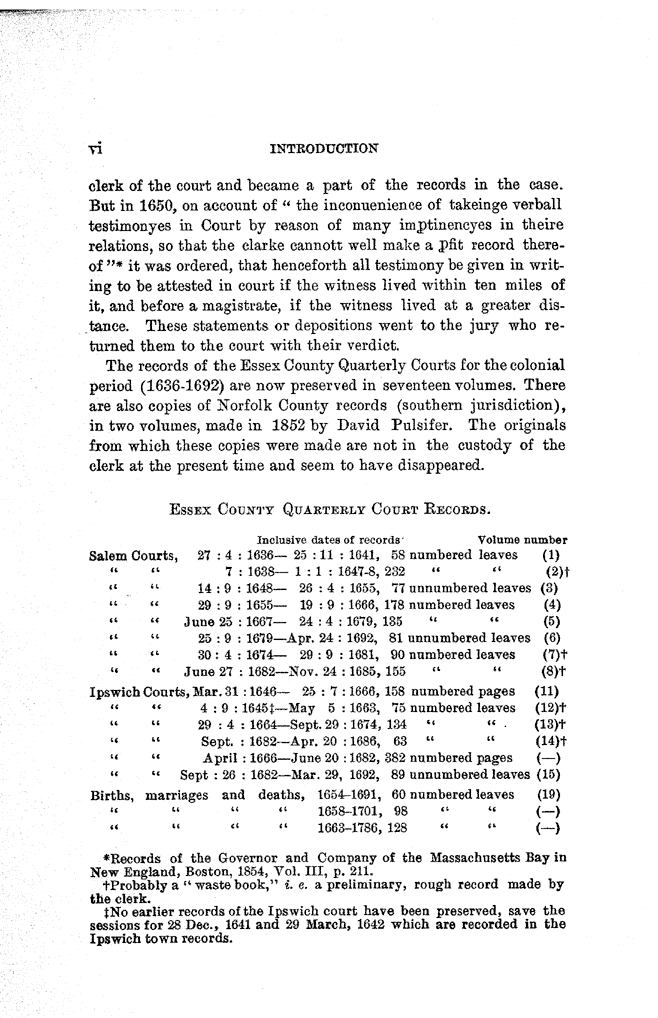 vi INTRODUCTION
clerk of the court and became a part of the records in the case.
But in 1650, on account of “ the inconuenience of takeinge verball
testimonyes in Court by reason of many imptinencyes in theire
relations, so that the clarke cannott well make a pfit record there-
of ”* it was ordered, that henceforth all testimony be given in writ-
ing to be attested in court if the witness lived within ten miles of
it, and before a magistrate, if the witness lived at a greater dis-
tance. These statements or depositions went to the jury who re-
turned them to the court with their verdict.
The records of the Essex County Quarterly Courts for the colonial
period (1636-1692) are now preserved in seventeen volumes. There
are also copies of Norfolk County records (southern jurisdiction),
in two volumes, made in 1852 by David Pulsifer. The originals
from which these copies were made are not in the custody of the
clerk at the present time and seem to have disappeared.
ESSEX COUNTY QUARTERLY COURT RECORDS.
Inclusive dates of records Volume number
Salem Courts, 27 : 4 : 1636— 25 : 11 : 1641, 58 numbered leaves (1)
“ “ 7 : 1638— 1 : 1 : 1647-8, 232 “ “ (2)†
“ “ 14 : 9 : 1648— 26 : 4 : 1655, 77 unnumbered leaves (3)
“ “ 29 : 9 : 1655— 19 : 9 : 1666, 178 numbered leaves (4)
“ “ June 25 : 1667— 24 : 4 : 1679, 135 “ “ (5)
“ “ 25 : 9 : 1679—Apr. 24 : 1692, 81 unnumbered leaves (6)
“ “ 30 : 4 : 1674— 29 : 9 : 1681, 90 numbered leaves (7)†
“ “ June 27 : 1682—Nov. 24 : 1685, 155 “ “ (8)†
Ipswich Courts, Mar. 31 : 1646— 25 : 7 : 1666, 158 numbered pages (11)
“ “ 4 : 9 : 1645‡—May 5 : 1663, 75 numbered leaves (12)†
“ “ 29 : 4 : 1664—Sept. 29 : 1674, 134 “ “ (13)†
“ “ Sept. : 1682—Apr. 20 : 1686, 63 “ “ (14)†
“ “ April : 1666—June 20 : 1682, 382 numbered pages (—)
“ “ Sept : 26 : 1682—Mar. 29, 1692, 89 unnumbered leaves (15)
Births, marriages and deaths, 1654–1691, 60 numbered leaves (19)
“ “ “ “ 1658–1701, 98 “ “ (—)
“ “ “ “ 1663–1786, 128 “ “ (—)
*Records of the Governor and Company of the Massachusetts Bay in
New England, Boston, 1854, Vol. III, p. 211.
†Probably a “ waste book,” i. e. a preliminary, rough record made by
the clerk.
‡No earlier records of the Ipswich court have been preserved, save the
sessions for 28 Dec., 1641 and 29 March, 1642 which are recorded in the
Ipswich town records.